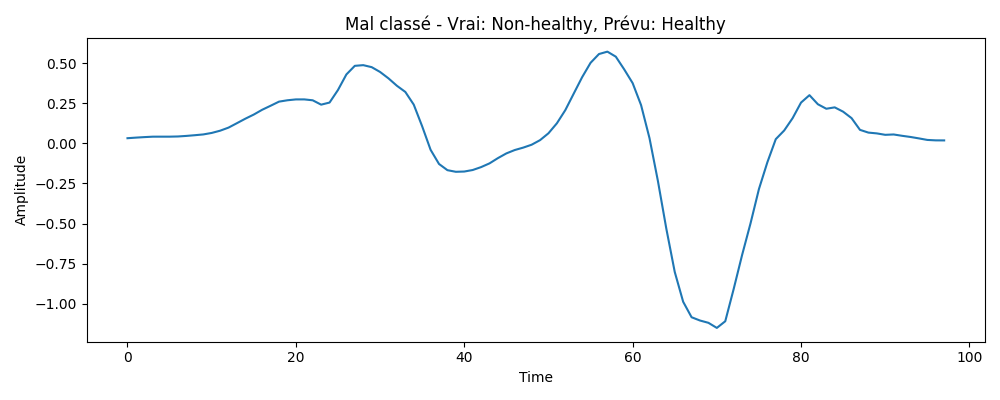 Mal classé - Vrai: Non-healthy, Prévu: Healthy
0.50
0.25
0.00
−0.25
−0.50
−0.75
−1.00
Amplitude
0 20 40 60 80 100
Time